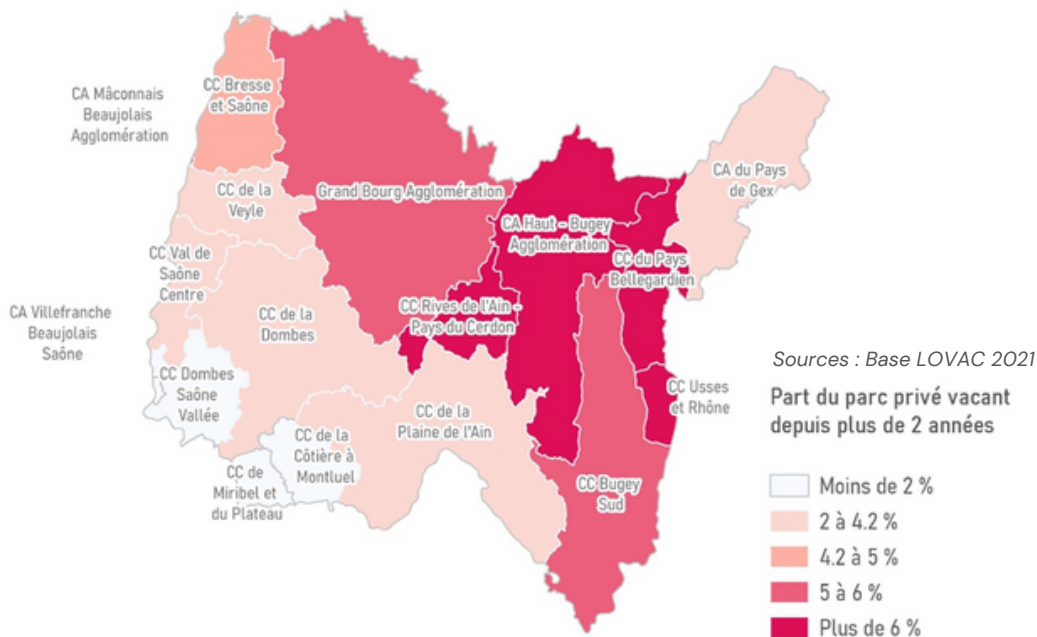 CC Bresse
et Saône
CA Mâconnais
Beaujolais
Agglomération
CA du Pays
de Gex
CC de la
Veyle
Grand Bourg Agglomération
CA Haut - Bugey
Agglomération
CC du Pays
Bellegardien
CC Val de
Saône
Centre
CC Rives de l'Ain -
Pays du Cerdon
CA Villefranche
Beaujolais
Saône
CC de la
Dombes
CC Dombes
Saône
Vallée
CC Usses
et Rhône
CC de la
Plaine de l'Ain
CC de la
Côtière à
Montluel
CC de
Miribel et
du Plateau
CC Bugey
Sud
Sources : Base LOVAC 2021
Part du parc privé vacant
depuis plus de 2 années
Moins de 2 %
2 à 4.2 %
4.2 à 5 %
5 à 6 %
Plus de 6 %